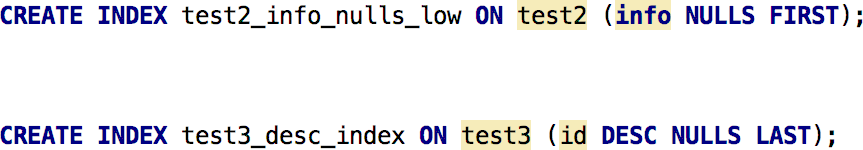 CREATE INDEX test2_info_nulls_low ON test2 (info NULLS FIRST);
CREATE INDEX test3_desc_index ON test3 (id DESC NULLS LAST);